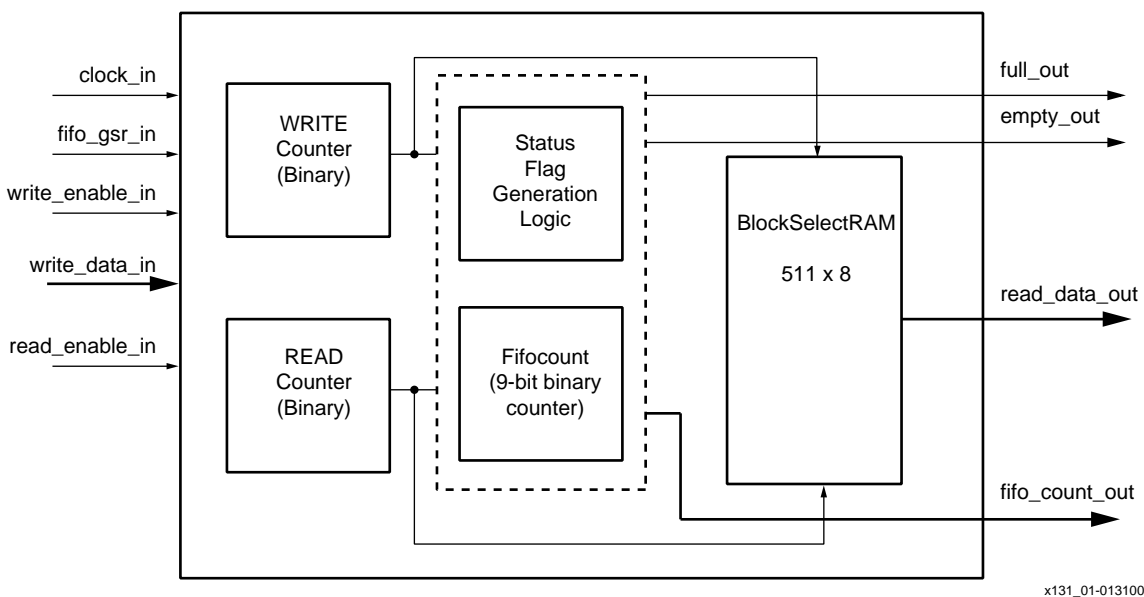 clock_in
fifo_gsr_in
write_enable_in
write_data_in
read_enable_in
WRITE
Counter
(Binary)
READ
Counter
(Binary)
Status
Flag
Generation
Logic
Fifocount
(9-bit binary
counter)
BlockSelectRAM
511 x 8
full_out
empty_out
read_data_out
fifo_count_out
x131_01-013100